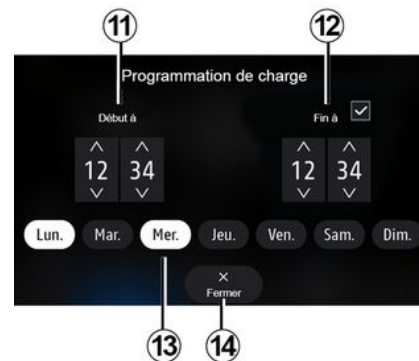 11 12
Programmation de charge
Début à Fin à
12 34 12 34
Lun. Mar. Mer. Jeu. Ven. Sam. Dim.
Fermer
13 14